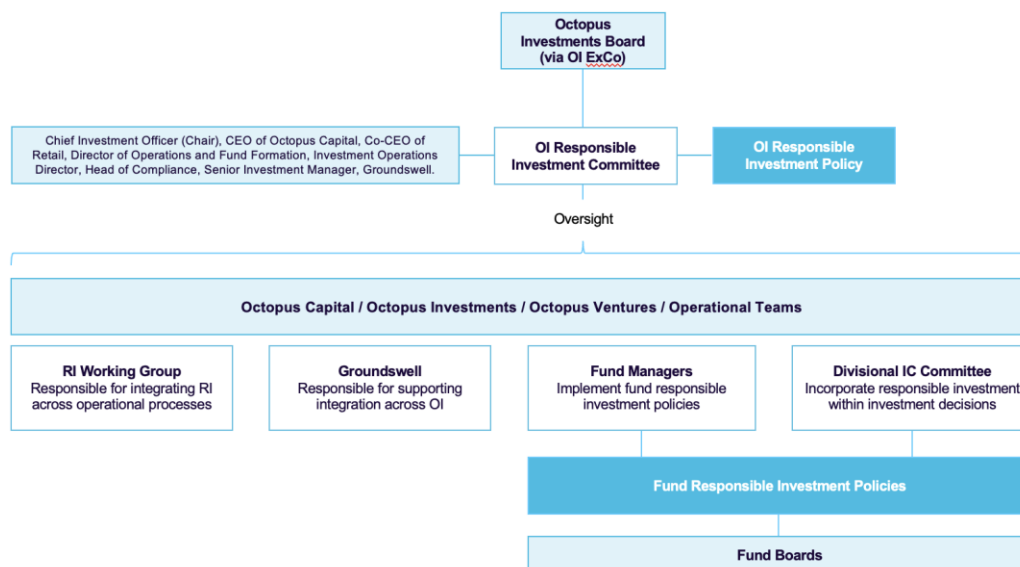 Octopus
Investments Board
(via OI ExCo)
Chief Investment Officer (Chair), CEO of Octopus Capital, Co-CEO of
Retail, Director of Operations and Fund Formation, Investment Operations
Director, Head of Compliance, Senior Investment Manager, Groundswell.
OI Responsible
Investment Committee
OI Responsible
Investment Policy
Oversight
Octopus Capital / Octopus Investments / Octopus Ventures / Operational Teams
RI Working Group
Responsible for integrating RI
across operational processes
Groundswell
Responsible for supporting
integration across OI
Fund Managers
Implement fund responsible
investment policies
Divisional IC Committee
Incorporate responsible investment
within investment decisions
Fund Responsible Investment Policies
Fund Boards